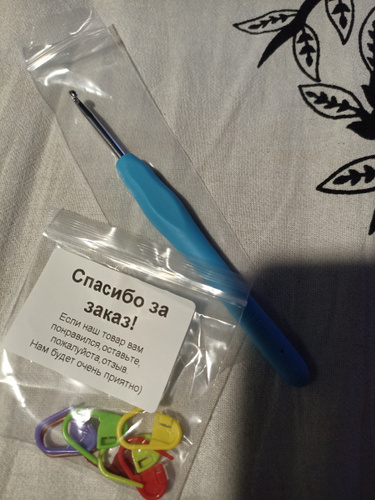 Спасибо за
заказ!
Если наш товар вам
понравился,оставьте,
пожалуйста,отзыв.
Нам будет очень приятно)